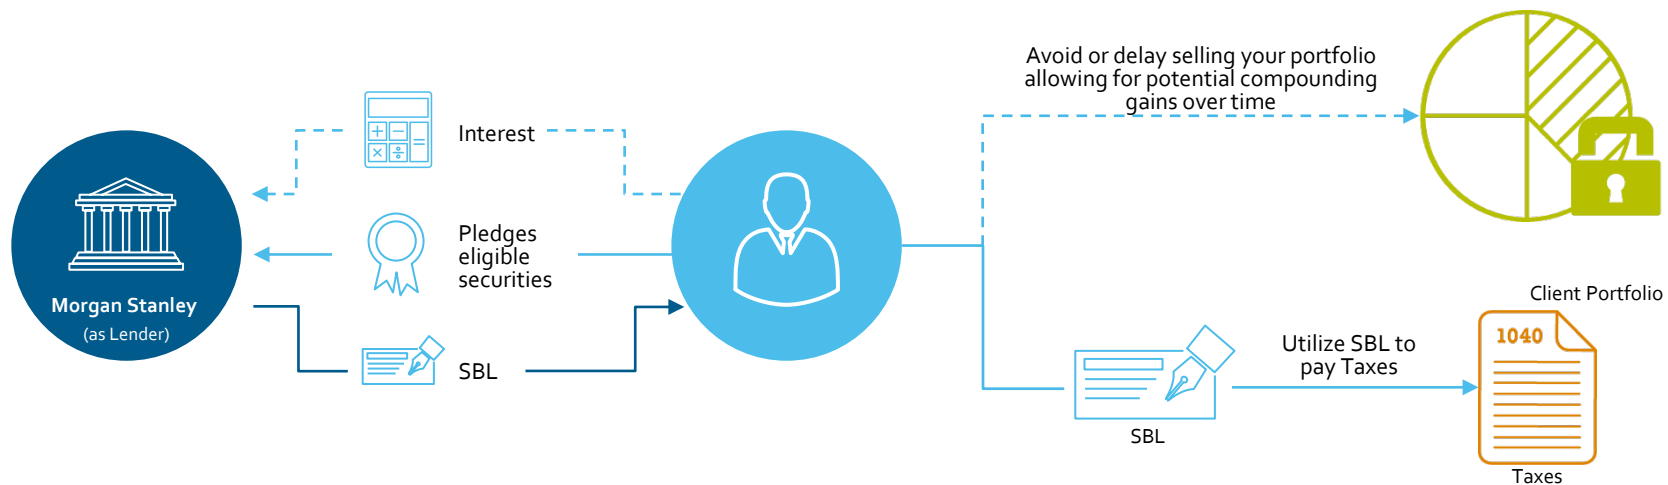 Avoid or delay selling your portfolio
allowing for potential compounding
gains over time
Interest
Pledges
eligible
securities
Morgan Stanley
(as Lender)
SBL
Client Portfolio
1040
Utilize SBL to
pay Taxes
SBL
Taxes